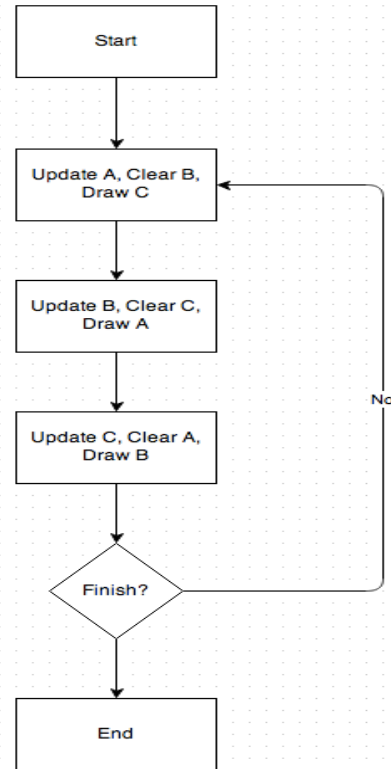 Start
Update A, Clear B,
Draw C
Update B, Clear C,
Draw A
No
Update C, Clear A,
Draw B
Finish?
End